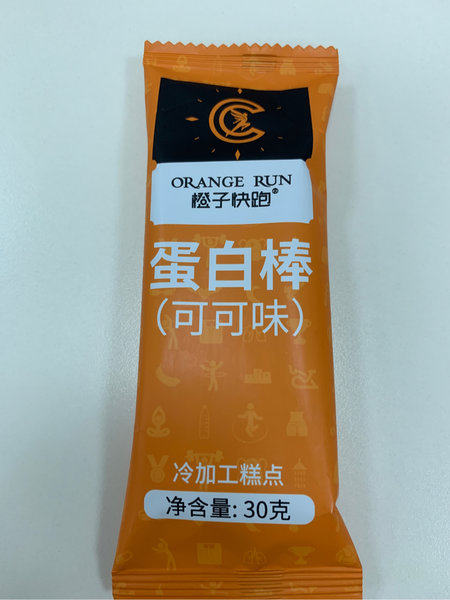 ORANGE RUN
橙子快跑®
蛋白棒
(可可味)
冷加工糕点
净含量: 30克